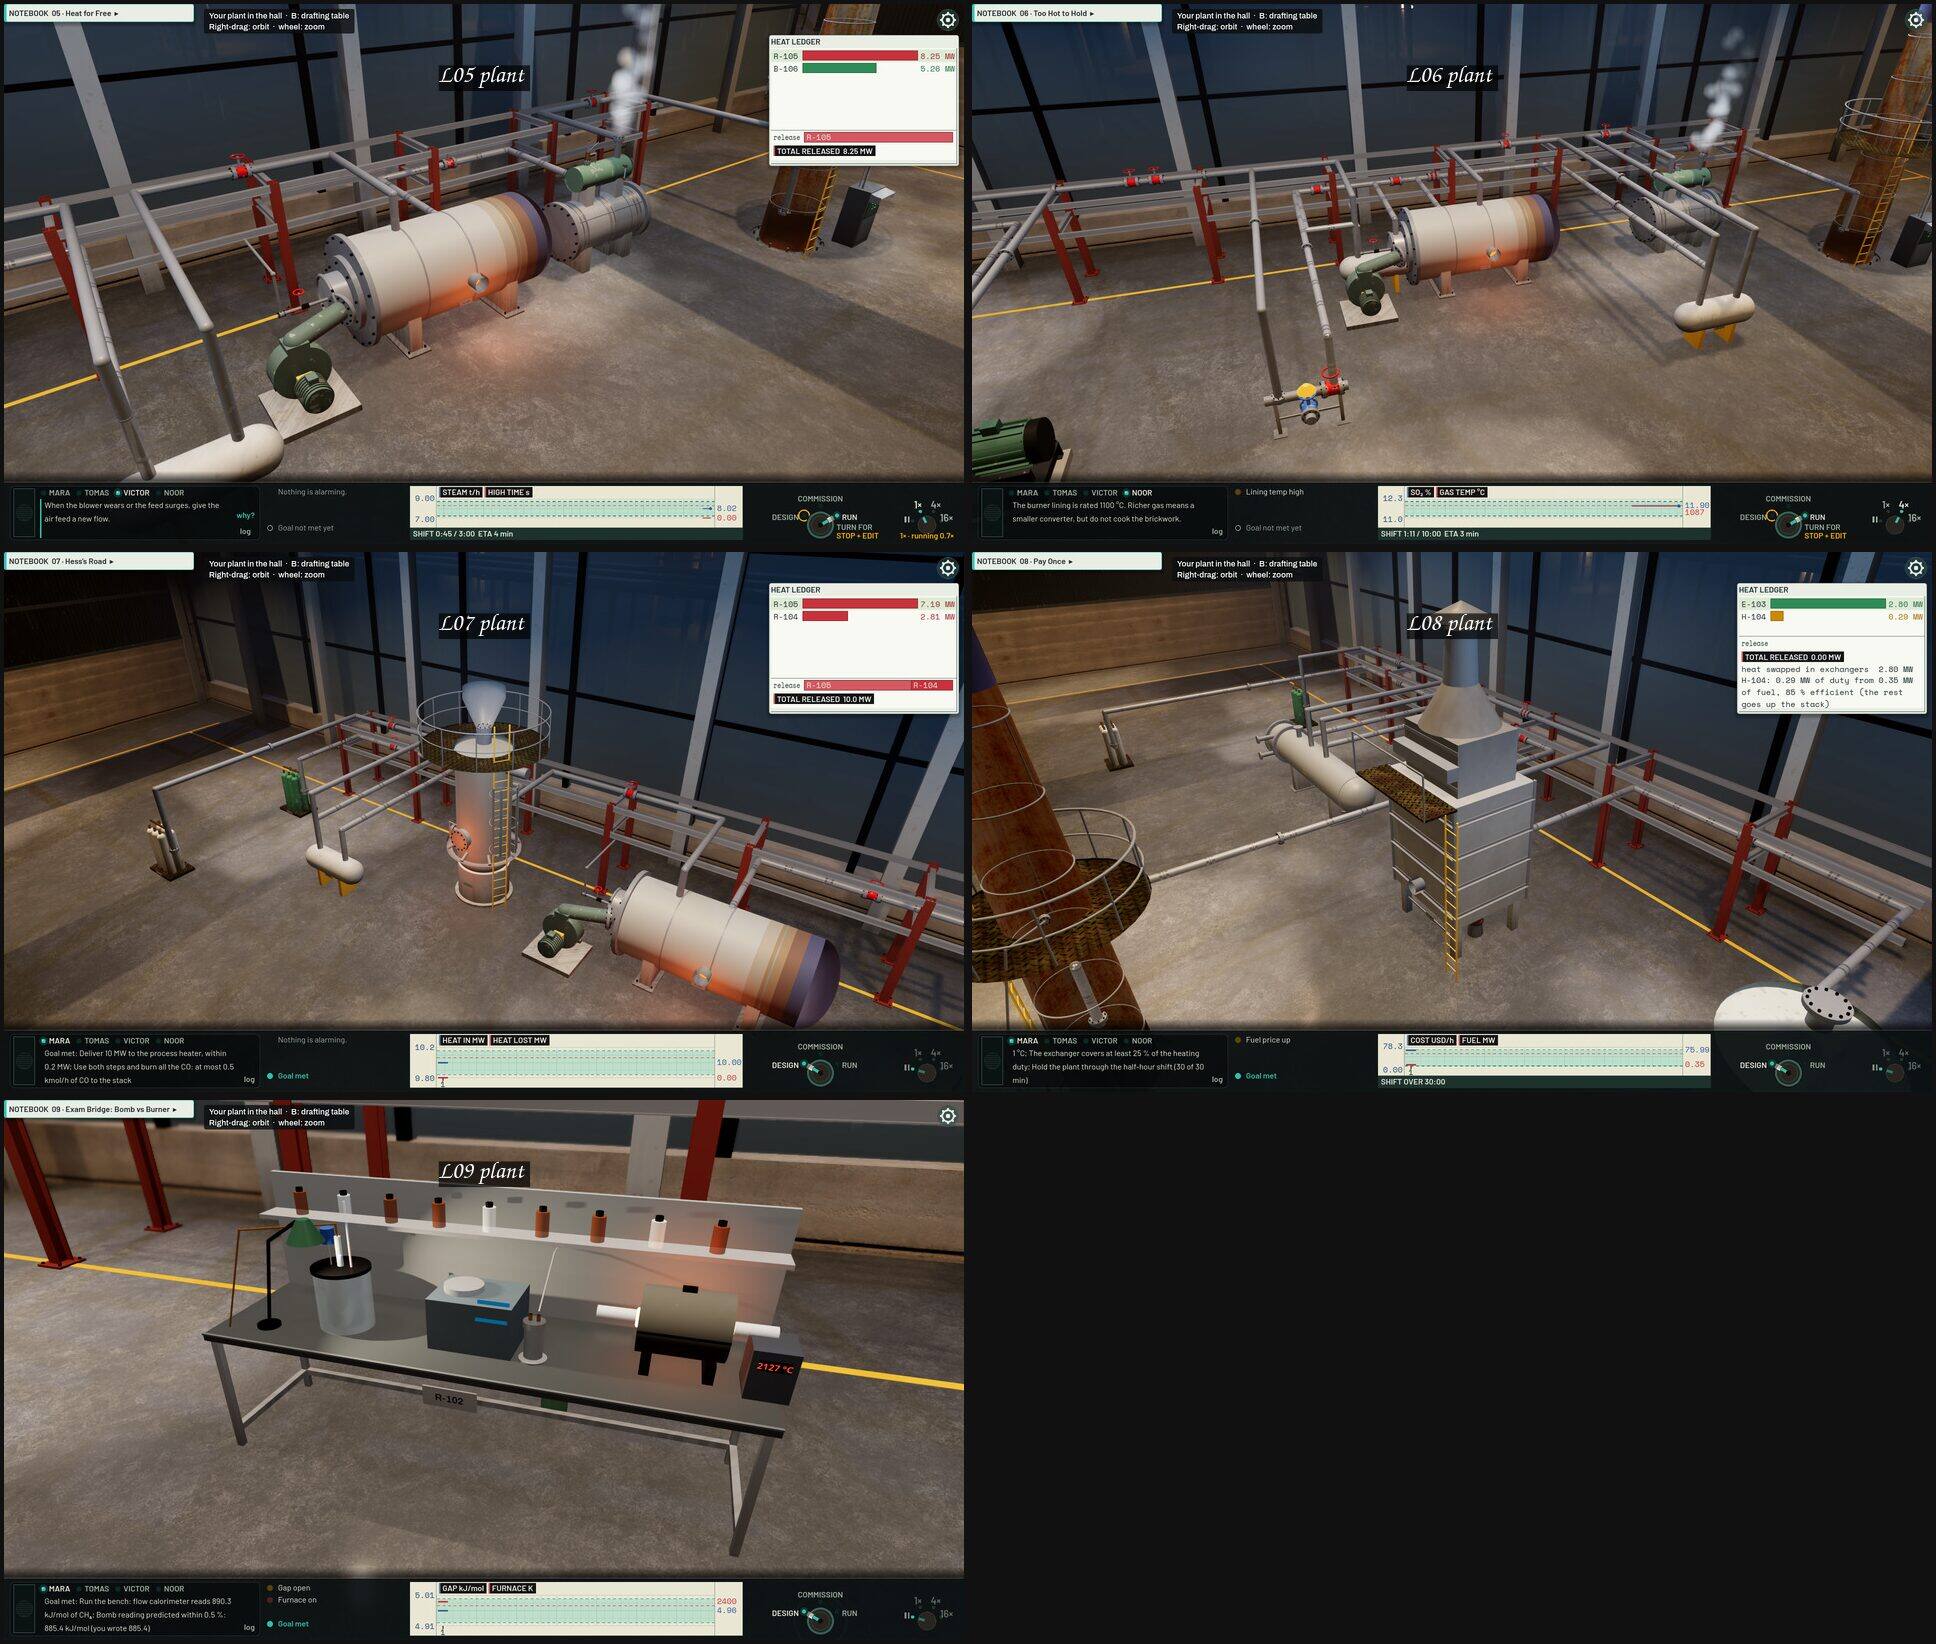 NOTEBOOK 05 · Heat for Free ▸
Your plant in the hall · B: drafting table
Right-drag: orbit · wheel: zoom
L05 plant
HEAT LEDGER
R-105 8.25 MW
B-106 5.26 MW
release R-105
TOTAL RELEASED 8.25 MW
MARA TOMAS VICTOR NOOR
When the blower wears or the feed surges, give the
air feed a new flow.
why?
log
Nothing is alarming.
Goal not met yet
STEAM t/h HIGH TIME s
9.00
7.00
8.02
0.00
SHIFT 0:45 / 3:00 ETA 4 min
COMMISSION
DESIGN
RUN
TURN FOR
STOP + EDIT
1× 4×
16×
1× · running 0.7×
NOTEBOOK 06 · Too Hot to Hold ▸
Your plant in the hall · B: drafting table
Right-drag: orbit · wheel: zoom
L06 plant
MARA TOMAS VICTOR NOOR
The burner lining is rated 1100 °C. Richer gas means a
smaller converter, but do not cook the brickwork.
log
Lining temp high
Goal not met yet
SO₂ % GAS TEMP °C
12.3
11.0
11.90
1087
SHIFT 1:11 / 10:00 ETA 3 min
COMMISSION
DESIGN
RUN
TURN FOR
STOP + EDIT
1× 4×
16×
NOTEBOOK 07 · Hess's Road ▸
Your plant in the hall · B: drafting table
Right-drag: orbit · wheel: zoom
L07 plant
HEAT LEDGER
R-105 7.19 MW
R-104 2.81 MW
release R-105 R-104
TOTAL RELEASED 10.0 MW
MARA TOMAS VICTOR NOOR
Goal met: Deliver 10 MW to the process heater, within
0.2 MW; Use both steps and burn all the CO: at most 0.5
kmol/h of CO to the stack
log
Nothing is alarming.
Goal met
HEAT IN MW HEAT LOST MW
10.2
9.80
10.00
0.00
COMMISSION
DESIGN
RUN
1× 4×
16×
NOTEBOOK 08 · Pay Once ▸
Your plant in the hall · B: drafting table
Right-drag: orbit · wheel: zoom
L08 plant
HEAT LEDGER
E-103 2.80 MW
H-104 0.29 MW
release
TOTAL RELEASED 0.00 MW
heat swapped in exchangers 2.80 MW
H-104: 0.29 MW of duty from 0.35 MW
of fuel, 85 % efficient (the rest
goes up the stack)
MARA TOMAS VICTOR NOOR
1 °C; The exchanger covers at least 25 % of the heating
duty; Hold the plant through the half-hour shift (30 of 30
min)
log
Fuel price up
Goal met
COST USD/h FUEL MW
78.3
0.00
75.99
0.35
SHIFT OVER 30:00
COMMISSION
DESIGN
RUN
1× 4×
16×
NOTEBOOK 09 · Exam Bridge: Bomb vs Burner ▸
Your plant in the hall · B: drafting table
Right-drag: orbit · wheel: zoom
L09 plant
2127 °C
R-102
MARA TOMAS VICTOR NOOR
Goal met: Run the bench: flow calorimeter reads 890.3
kJ/mol of CH₄; Bomb reading predicted within 0.5 %:
885.4 kJ/mol (you wrote 885.4)
log
Gap open
Furnace on
Goal met
GAP kJ/mol FURNACE K
5.01
4.91
2400
4.96
COMMISSION
DESIGN
RUN
1× 4×
16×